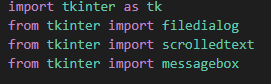 import tkinter as tk
from tkinter import filedialog
from tkinter import scrolledtext
from tkinter import messagebox